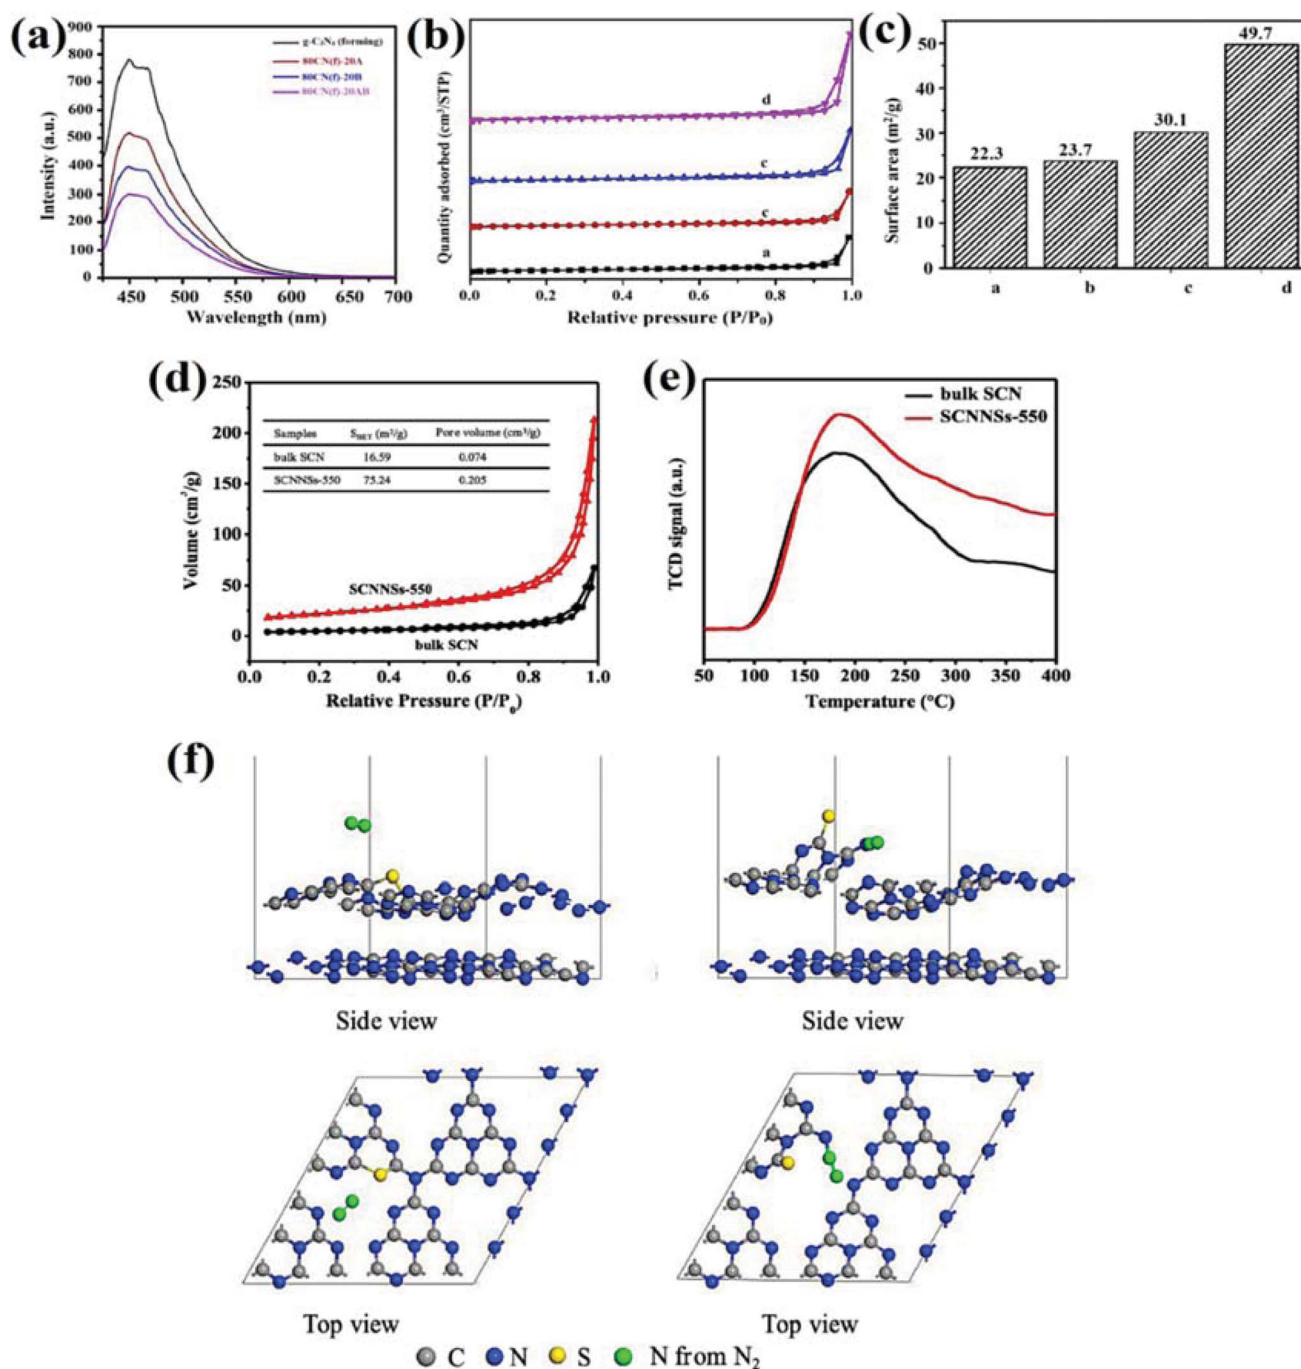 (a)
900
800
700
600
500
400
300
200
100
0
Intensity (a.u.)
g-C₃N₄ (forming)
80CN(f)-20A
80CN(f)-20B
80CN(f)-20AB
450 500 550 600 650 700
Wavelength (nm)
(b)
Quantity adsorbed (cm³/STP)
d
c
c
a
0.0 0.2 0.4 0.6 0.8 1.0
Relative pressure (P/P₀)
(c)
50
40
30
20
10
0
Surface area (m²/g)
22.3 23.7 30.1 49.7
a b c d
(d)
250
200
150
100
50
0
Volume (cm³/g)
Samples S_BET (m²/g) Pore volume (cm³/g)
bulk SCN 16.59 0.074
SCNNSs-550 75.24 0.205
SCNNSs-550
bulk SCN
0.0 0.2 0.4 0.6 0.8 1.0
Relative Pressure (P/P₀)
(e)
TCD signal (a.u.)
bulk SCN
SCNNSs-550
50 100 150 200 250 300 350 400
Temperature (°C)
(f)
Side view Side view
Top view Top view
C N S N from N₂